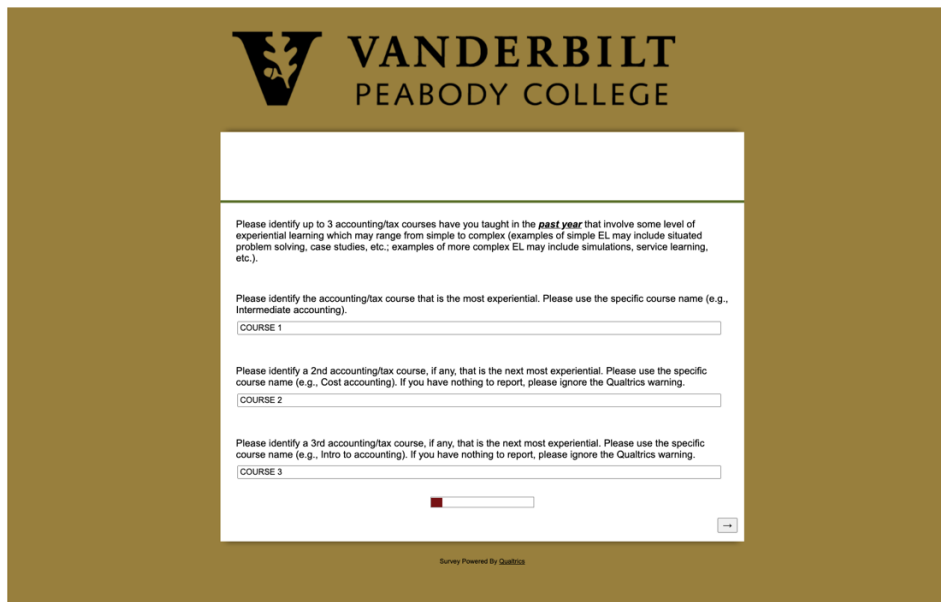 VANDERBILT
PEABODY COLLEGE
Please identify up to 3 accounting/tax courses have you taught in the past year that involve some level of
experiential learning which may range from simple to complex (examples of simple EL may include situated
problem solving, case studies, etc.; examples of more complex EL may include simulations, service learning,
etc.).
Please identify the accounting/tax course that is the most experiential. Please use the specific course name (e.g.,
Intermediate accounting).
COURSE 1
Please identify a 2nd accounting/tax course, if any, that is the next most experiential. Please use the specific
course name (e.g., Cost accounting). If you have nothing to report, please ignore the Qualtrics warning.
COURSE 2
Please identify a 3rd accounting/tax course, if any, that is the next most experiential. Please use the specific
course name (e.g., Intro to accounting). If you have nothing to report, please ignore the Qualtrics warning.
COURSE 3
→
Survey Powered By Qualtrics